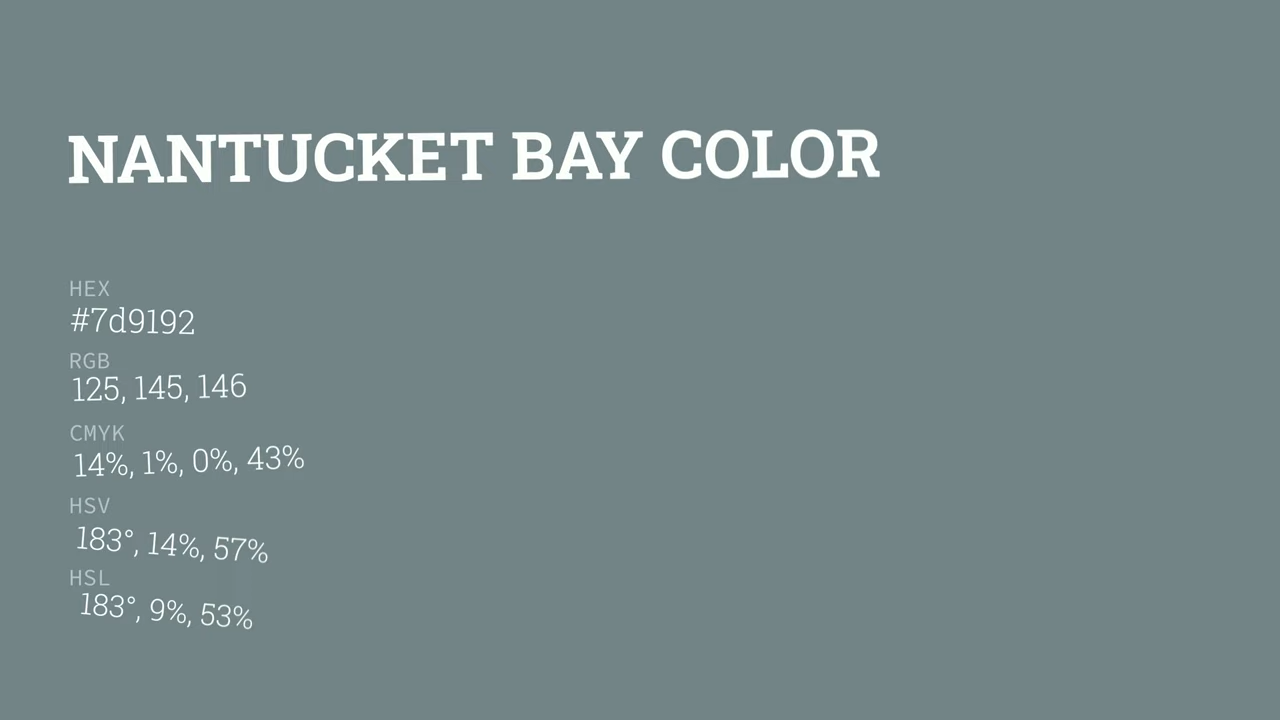 NANTUCKET BAY COLOR
HEX
#7d9192
RGB
125, 145, 146
CMYK
14%, 1%, 0%, 43%
HSV
183°, 14%, 57%
HSL
183°, 9%, 53%